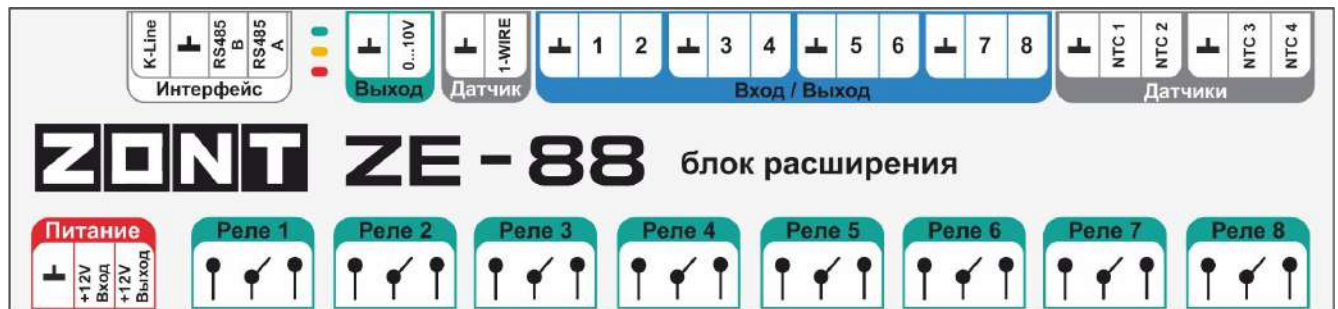 K-Line
RS485 B
RS485 A
0...10V
1-WIRE
1 2 3 4 5 6 7 8
NTC 1
NTC 2
NTC 3
NTC 4
Интерфейс Выход Датчик Вход / Выход Датчики
ZONT ZE-88 блок расширения
Питание Реле 1 Реле 2 Реле 3 Реле 4 Реле 5 Реле 6 Реле 7 Реле 8
+12V Вход
+12V Выход